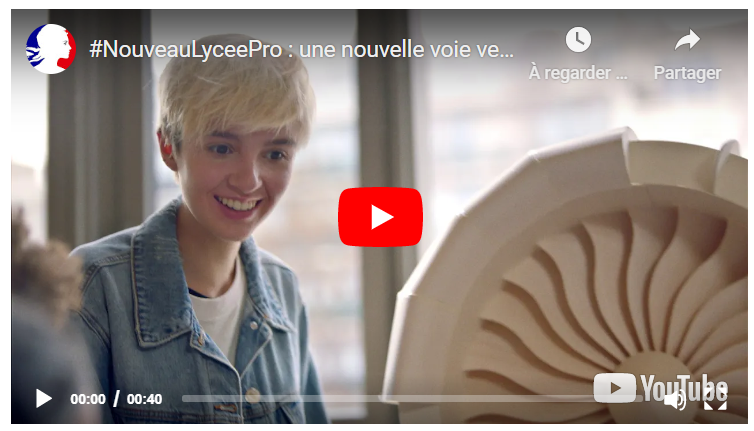 #NouveauLyceePro : une nouvelle voie ve...
À regarder ...
Partager
00:00 / 00:40
YouTube